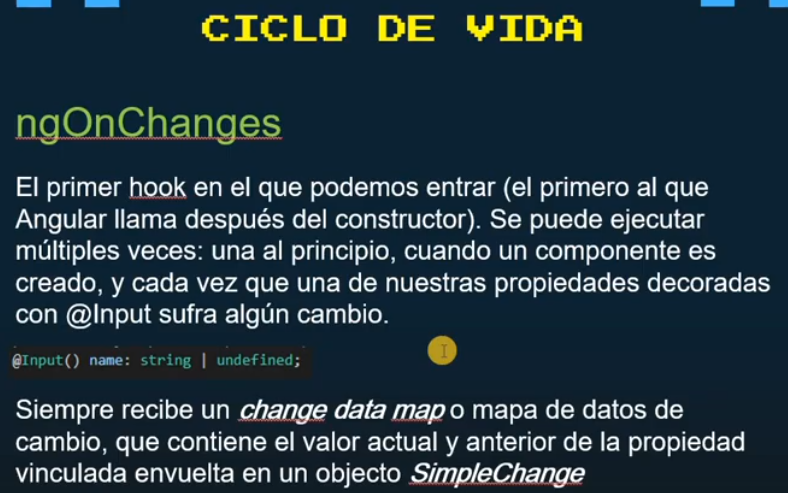 CICLO DE VIDA
ngOnChanges
El primer hook en el que podemos entrar (el primero al que
Angular llama después del constructor). Se puede ejecutar
múltiples veces: una al principio, cuando un componente es
creado, y cada vez que una de nuestras propiedades decoradas
con @Input sufra algún cambio.
@Input() name: string | undefined;
Siempre recibe un change data map o mapa de datos de
cambio, que contiene el valor actual y anterior de la propiedad
vinculada envuelta en un objecto SimpleChange